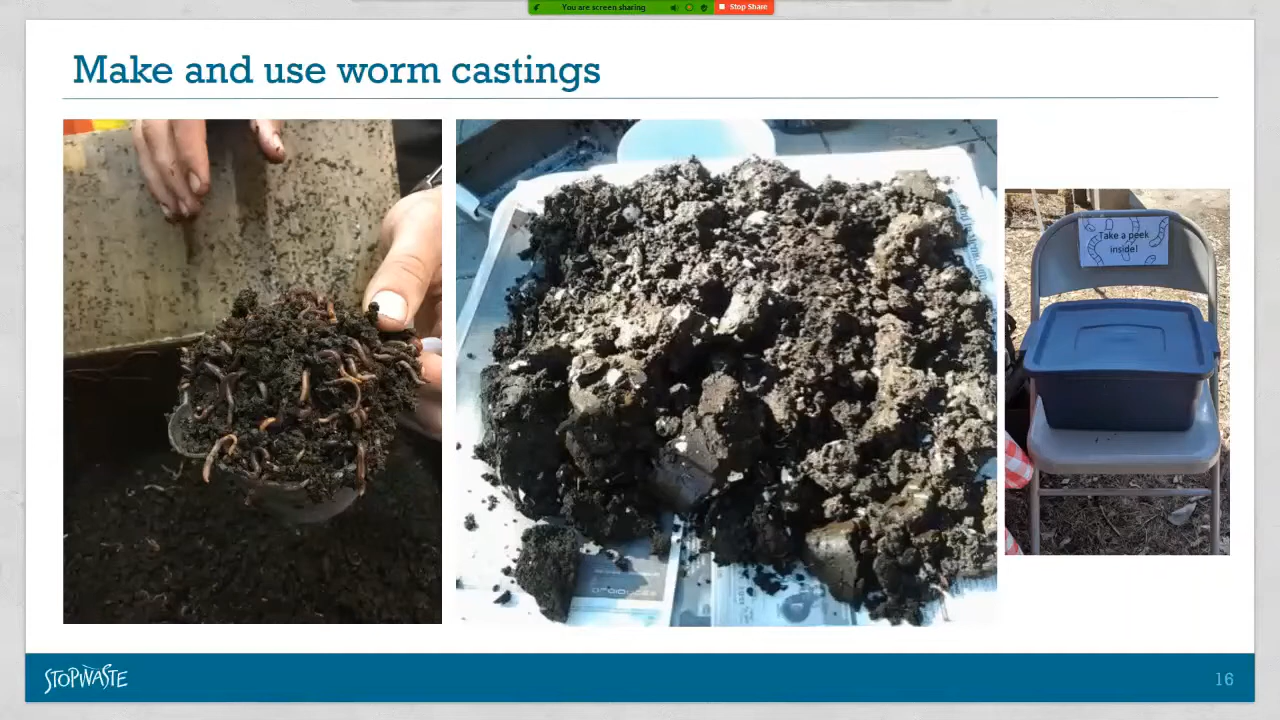 You are screen sharing
Stop Share
Make and use worm castings
Take a peek
inside!
STOPWASTE
16